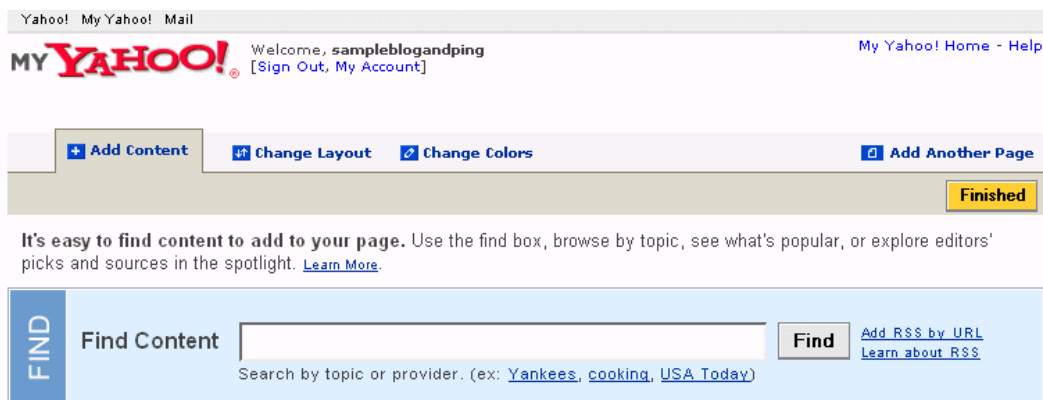 Yahoo! My Yahoo! Mail
MY YAHOO!®
Welcome, sampleblogandping
[Sign Out, My Account]
My Yahoo! Home - Help
Add Content
Change Layout
Change Colors
Add Another Page
Finished
It's easy to find content to add to your page. Use the find box, browse by topic, see what's popular, or explore editors'
picks and sources in the spotlight. Learn More.
FIND
Find Content
Find
Add RSS by URL
Learn about RSS
Search by topic or provider. (ex: Yankees, cooking, USA Today)